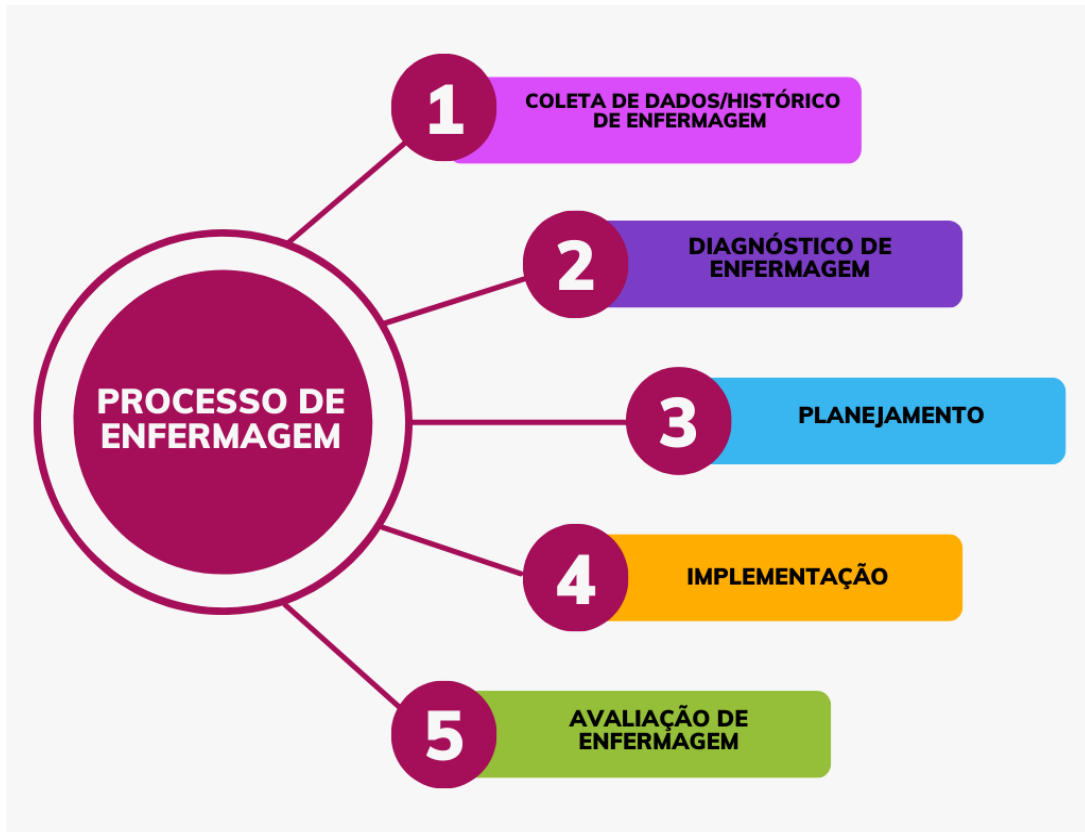 1
COLETA DE DADOS/HISTÓRICO
DE ENFERMAGEM
2
DIAGNÓSTICO DE
ENFERMAGEM
PROCESSO DE
ENFERMAGEM
3
PLANEJAMENTO
4
IMPLEMENTAÇÃO
5
AVALIAÇÃO DE
ENFERMAGEM